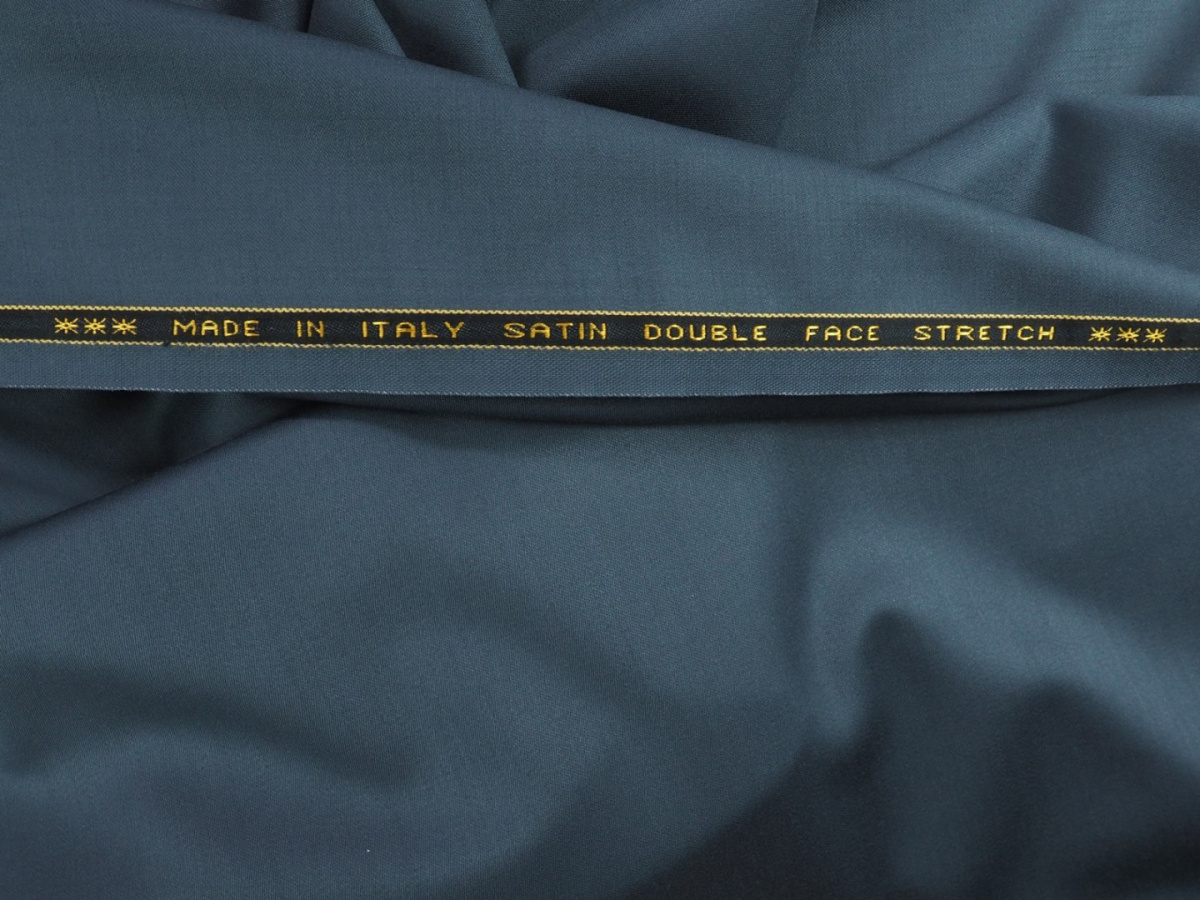 *** MADE IN ITALY SATIN DOUBLE FACE STRETCH ***